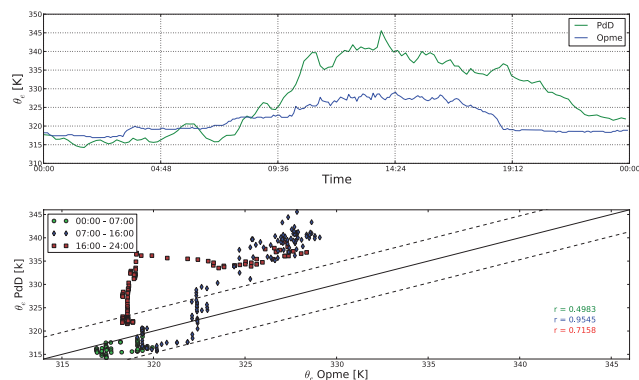 350
345
340
335
330
325
320
315
310
θe [K]
PdD
Opme
00:00 04:48 09:36 14:24 19:12 00:00
Time
345
340
335
330
325
320
315
θe PdD [K]
00:00 - 07:00
07:00 - 16:00
16:00 - 24:00
r = 0.4983
r = 0.9545
r = 0.7158
315 320 325 330 335 340 345
θe Opme [K]